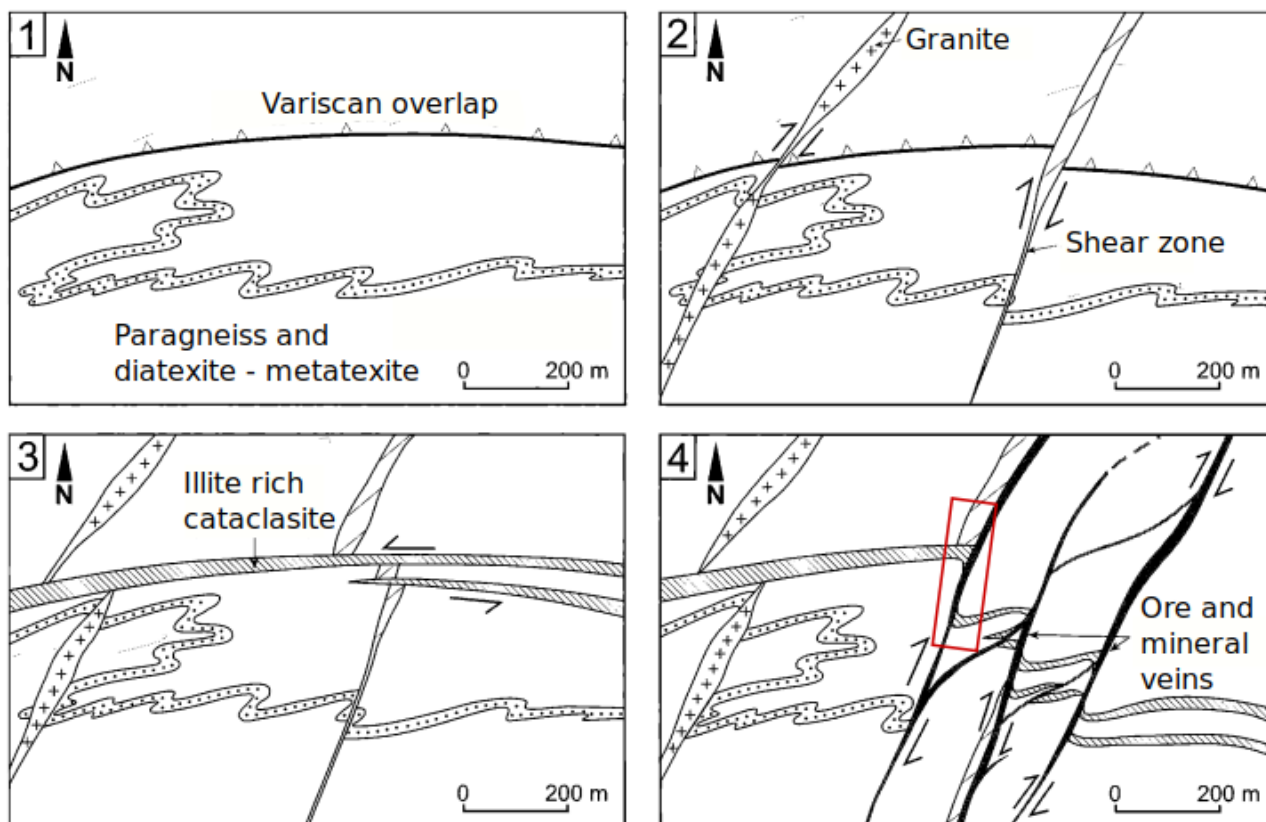 1
N
Variscan overlap
Paragneiss and
diatexite - metatexite
0 200 m
2
N
Granite
Shear zone
0 200 m
3
N
Illite rich
cataclasite
0 200 m
4
N
Ore and
mineral
veins
0 200 m